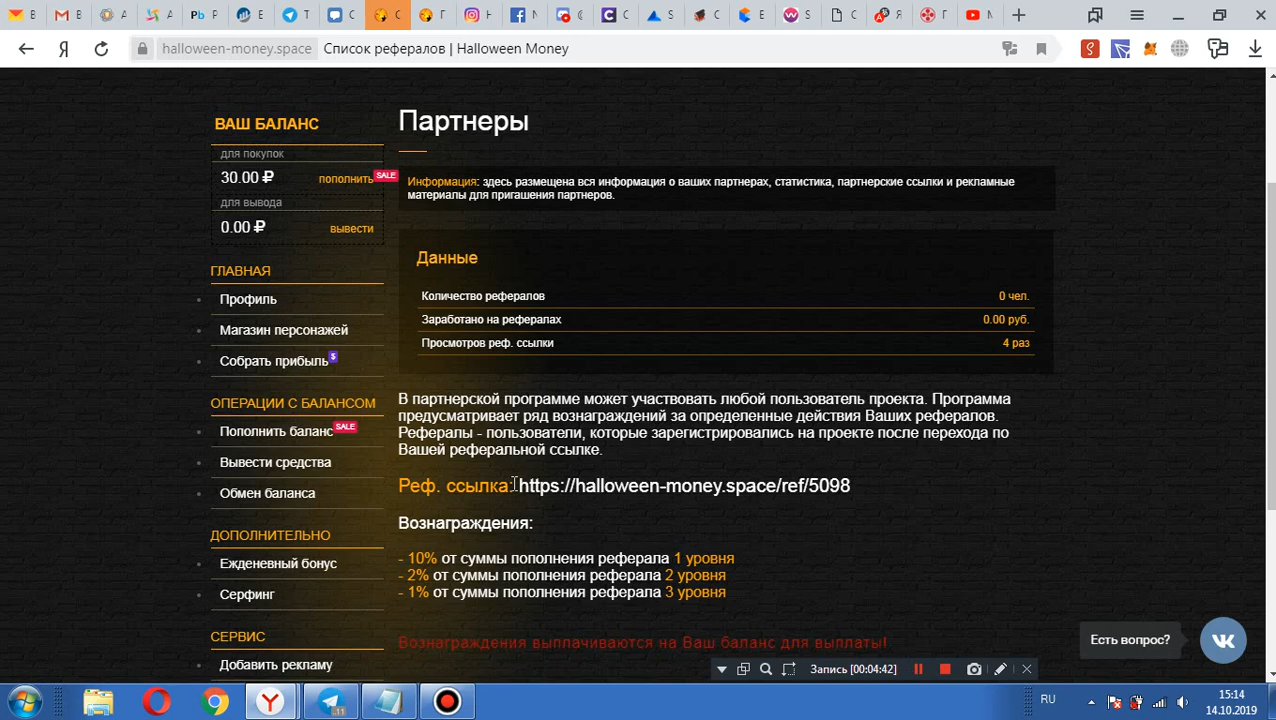 В
B
T
C
Г
halloween-money.space Список рефералов | Halloween Money
ВАШ БАЛАНС
для покупок
30.00 ₽ пополнить SALE
для вывода
0.00 ₽ вывести
ГЛАВНАЯ
Профиль
Магазин персонажей
Собрать прибыль $
ОПЕРАЦИИ С БАЛАНСОМ
Пополнить баланс SALE
Вывести средства
Обмен баланса
ДОПОЛНИТЕЛЬНО
Ежденевный бонус
Серфинг
СЕРВИС
Добавить рекламу
Партнеры
Информация: здесь размещена вся информация о ваших партнерах, статистика, партнерские ссылки и рекламные
материалы для пригашения партнеров.
Данные
Количество рефералов 0 чел.
Заработано на рефералах 0.00 руб.
Просмотров реф. ссылки 4 раз
В партнерской программе может участвовать любой пользователь проекта. Программа
предусматривает ряд вознаграждений за определенные действия Ваших рефералов.
Рефералы - пользователи, которые зарегистрировались на проекте после перехода по
Вашей реферальной ссылке.
Реф. ссылка: https://halloween-money.space/ref/5098
Вознаграждения:
- 10% от суммы пополнения реферала 1 уровня
- 2% от суммы пополнения реферала 2 уровня
- 1% от суммы пополнения реферала 3 уровня
Вознаграждения выплачиваются на Ваш баланс для выплаты!
Есть вопрос?
Запись [00:04:42]
11
RU
15:14
14.10.2019